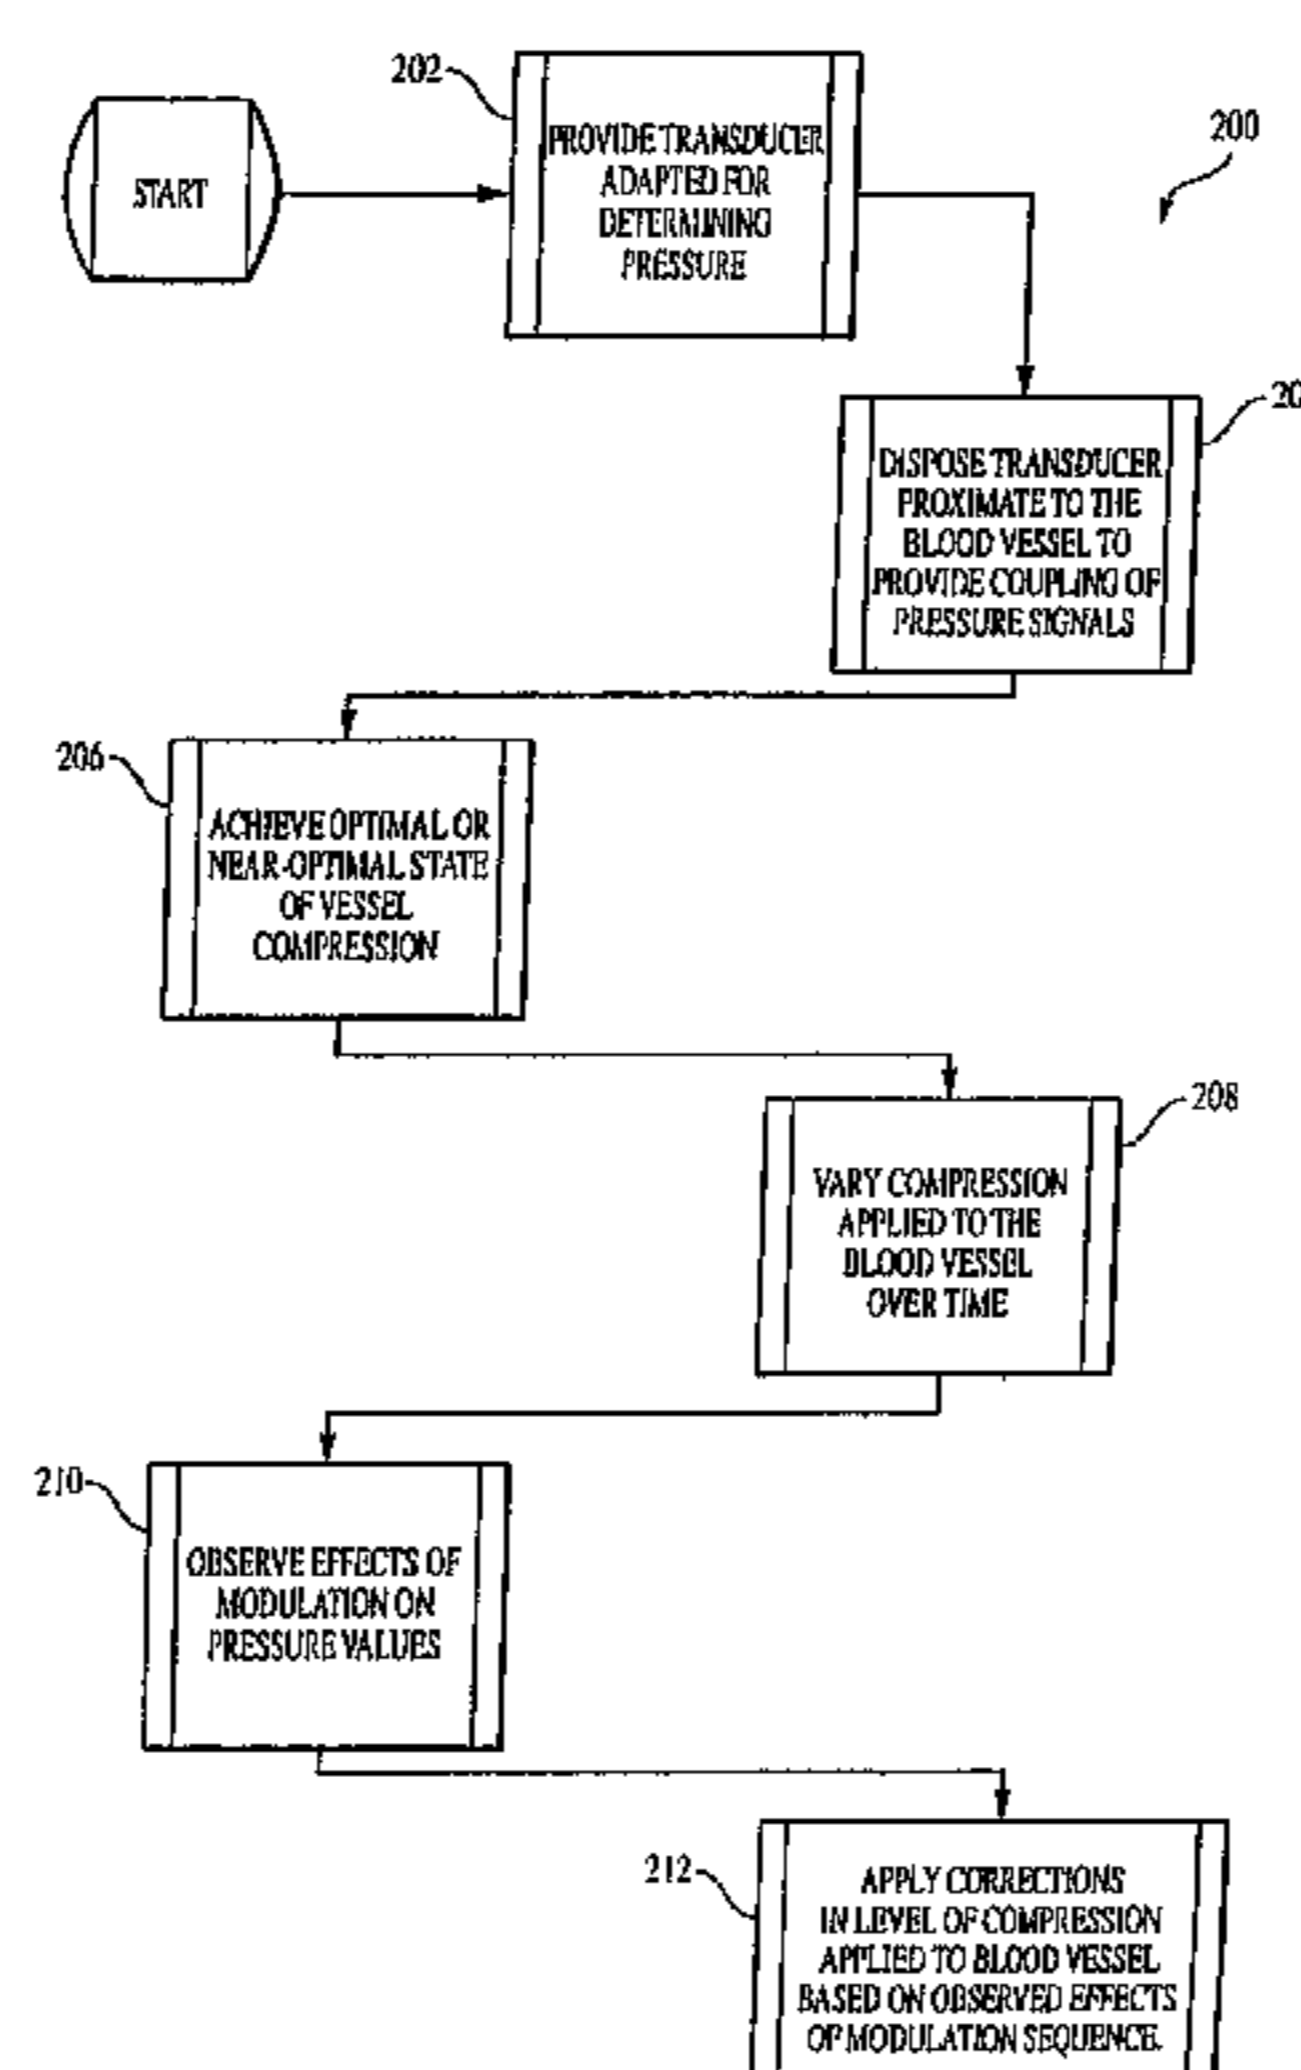 202
200
START
PROVIDE TRANSDUCER
ADAPTED FOR
DETERMINING
PRESSURE
20
DISPOSE TRANSDUCER
PROXIMATE TO THE
BLOOD VESSEL TO
PROVIDE COUPLING OF
PRESSURE SIGNALS
206
ACHIEVE OPTIMAL OR
NEAR-OPTIMAL STATE
OF VESSEL
COMPRESSION
208
VARY COMPRESSION
APPLIED TO THE
BLOOD VESSEL
OVER TIME
210
OBSERVE EFFECTS OF
MODULATION ON
PRESSURE VALUES
212
APPLY CORRECTIONS
IN LEVEL OF COMPRESSION
APPLIED TO BLOOD VESSEL
BASED ON OBSERVED EFFECTS
OF MODULATION SEQUENCE.